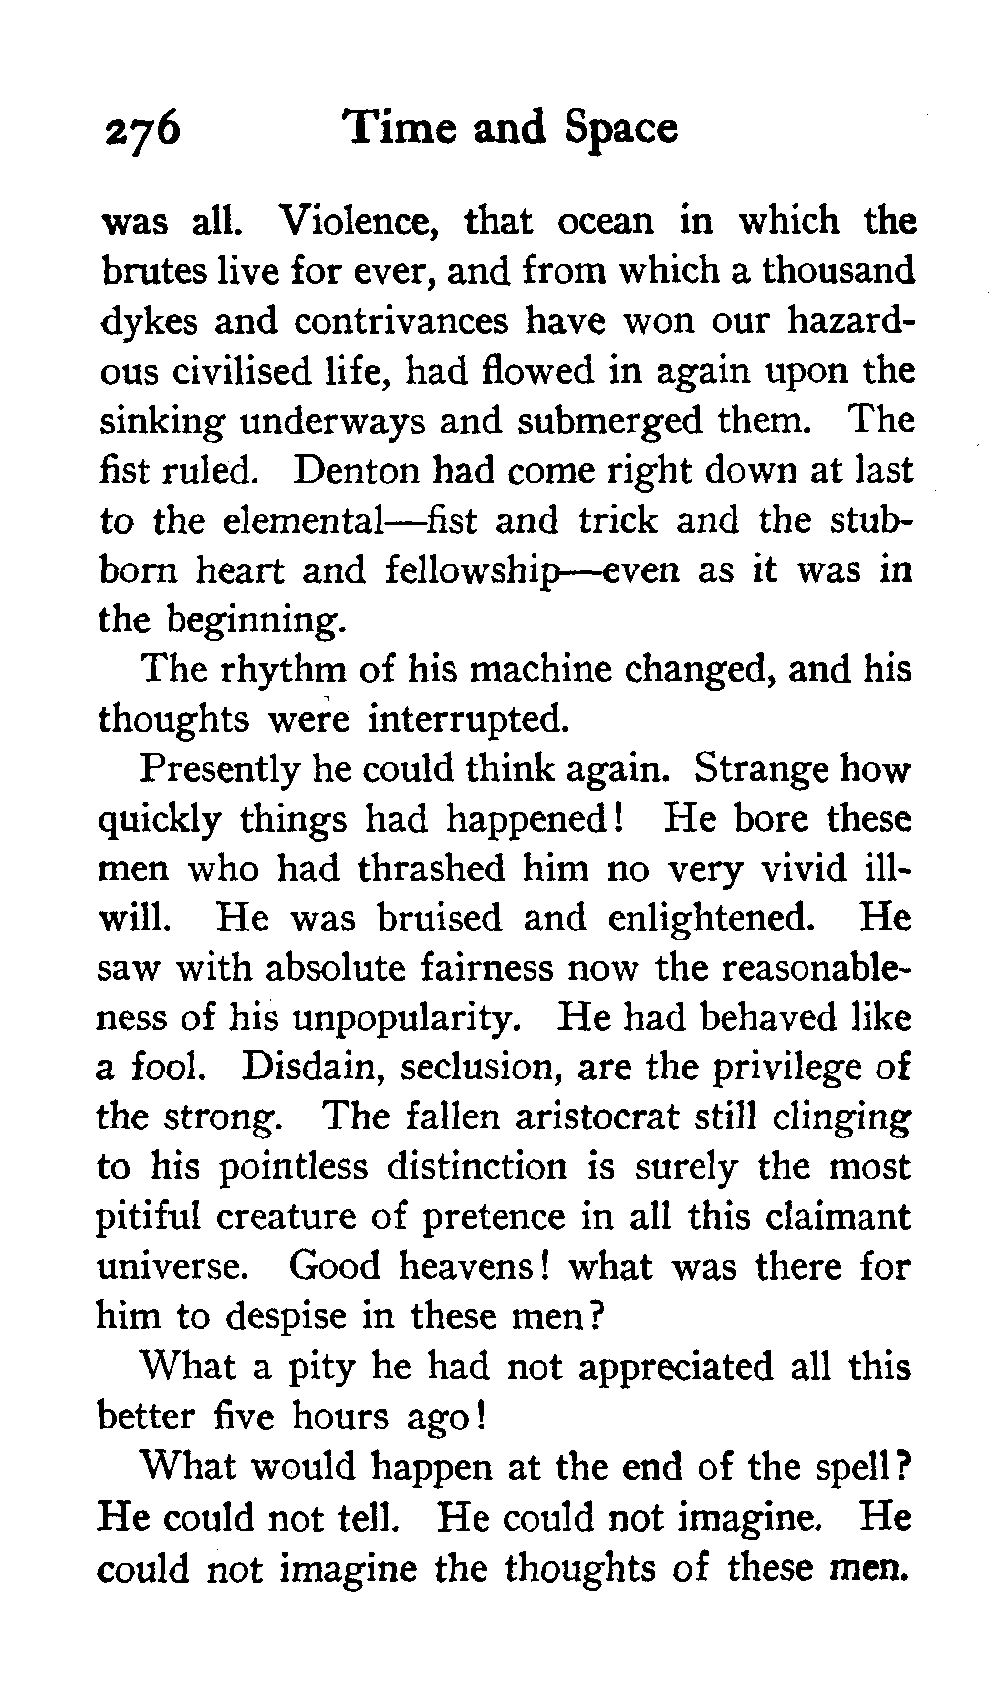 276 Time and Space
was all. Violence, that ocean in which the
brutes live for ever, and from which a thousand
dykes and contrivances have won our hazard-
ous civilised life, had flowed in again upon the
sinking underways and submerged them. The
fist ruled. Denton had come right down at last
to the elemental—fist and trick and the stub-
born heart and fellowship—even as it was in
the beginning.
The rhythm of his machine changed, and his
thoughts were interrupted.
Presently he could think again. Strange how
quickly things had happened! He bore these
men who had thrashed him no very vivid ill-
will. He was bruised and enlightened. He
saw with absolute fairness now the reasonable-
ness of his unpopularity. He had behaved like
a fool. Disdain, seclusion, are the privilege of
the strong. The fallen aristocrat still clinging
to his pointless distinction is surely the most
pitiful creature of pretence in all this claimant
universe. Good heavens! what was there for
him to despise in these men?
What a pity he had not appreciated all this
better five hours ago!
What would happen at the end of the spell?
He could not tell. He could not imagine. He
could not imagine the thoughts of these men.